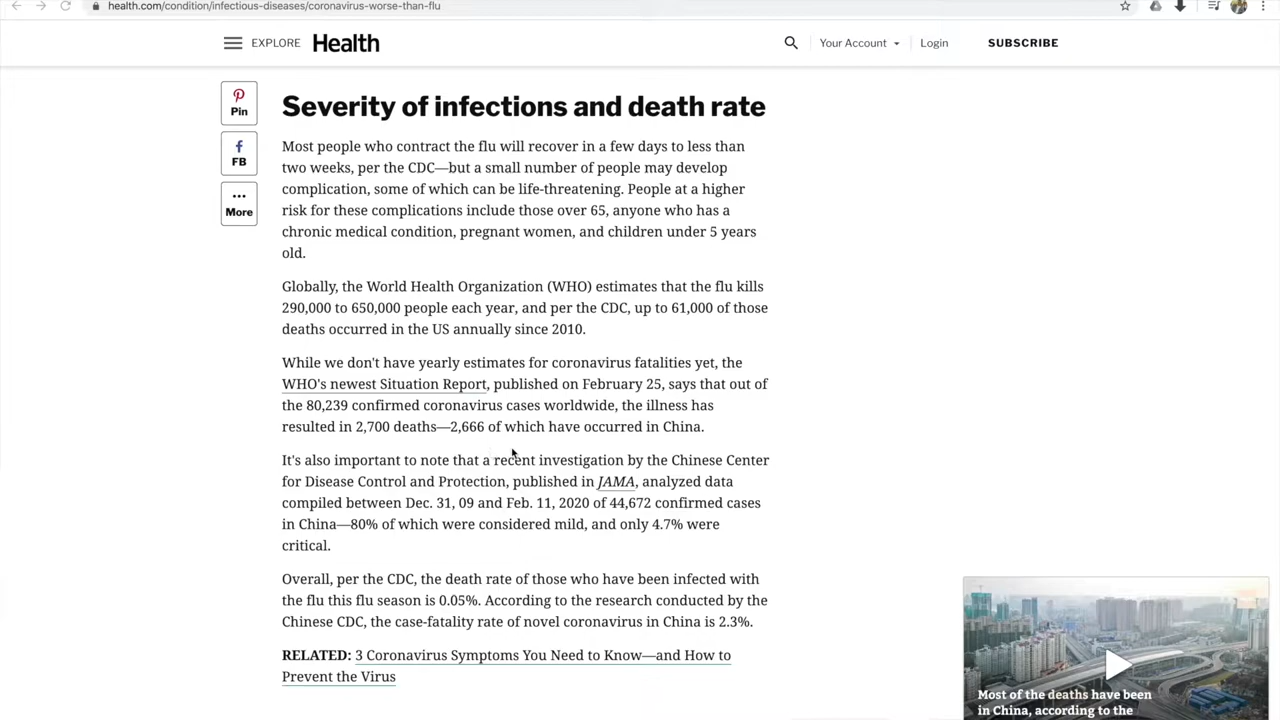 health.com/condition/infectious-diseases/coronavirus-worse-than-flu
EXPLORE Health Your Account Login SUBSCRIBE
Pin
FB
More
Severity of infections and death rate
Most people who contract the flu will recover in a few days to less than
two weeks, per the CDC—but a small number of people may develop
complication, some of which can be life-threatening. People at a higher
risk for these complications include those over 65, anyone who has a
chronic medical condition, pregnant women, and children under 5 years
old.
Globally, the World Health Organization (WHO) estimates that the flu kills
290,000 to 650,000 people each year, and per the CDC, up to 61,000 of those
deaths occurred in the US annually since 2010.
While we don't have yearly estimates for coronavirus fatalities yet, the
WHO's newest Situation Report, published on February 25, says that out of
the 80,239 confirmed coronavirus cases worldwide, the illness has
resulted in 2,700 deaths—2,666 of which have occurred in China.
It's also important to note that a recent investigation by the Chinese Center
for Disease Control and Protection, published in JAMA, analyzed data
compiled between Dec. 31, 09 and Feb. 11, 2020 of 44,672 confirmed cases
in China—80% of which were considered mild, and only 4.7% were
critical.
Overall, per the CDC, the death rate of those who have been infected with
the flu this flu season is 0.05%. According to the research conducted by the
Chinese CDC, the case-fatality rate of novel coronavirus in China is 2.3%.
RELATED: 3 Coronavirus Symptoms You Need to Know—and How to
Prevent the Virus
Most of the deaths have been
in China, according to the